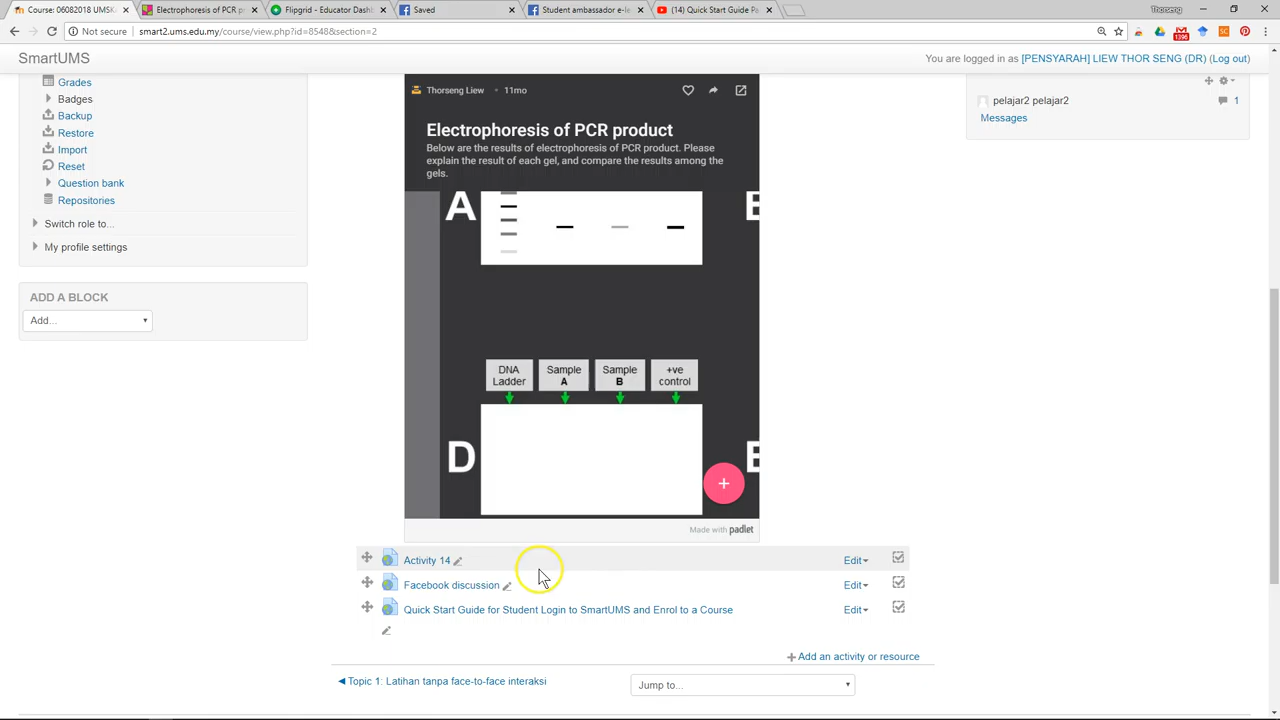 Course: 06082018 UMSK
Electrophoresis of PCR p
Flipgrid - Educator Dashb
Saved
Student ambassador e-le
(14) Quick Start Guide Pa
Thorseng
Not secure
smart2.ums.edu.my/course/view.php?id=8548&section=2
1396
SmartUMS
You are logged in as [PENSYARAH] LIEW THOR SENG (DR) (Log out)
Grades
Badges
Backup
Restore
Import
Reset
Question bank
Repositories
Switch role to...
My profile settings
ADD A BLOCK
Add...
Thorseng Liew • 11mo
Electrophoresis of PCR product
Below are the results of electrophoresis of PCR product. Please
explain the result of each gel, and compare the results among the
gels.
A
DNA Ladder
Sample A
Sample B
+ve control
D
Made with padlet
pelajar2 pelajar2
1
Messages
Activity 14
Edit
Facebook discussion
Edit
Quick Start Guide for Student Login to SmartUMS and Enrol to a Course
Edit
Add an activity or resource
Topic 1: Latihan tanpa face-to-face interaksi
Jump to...